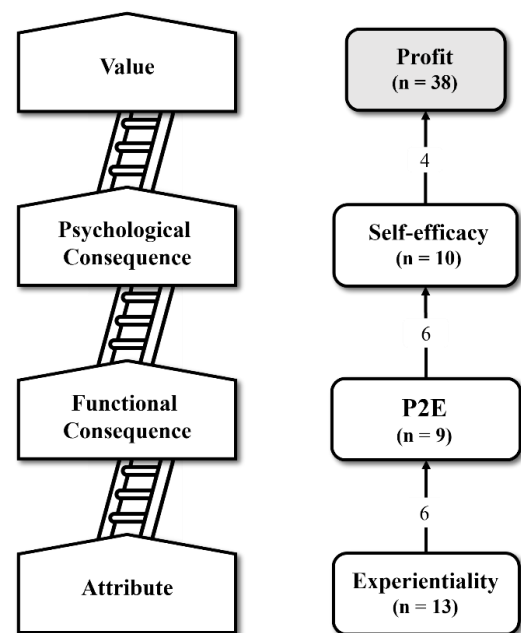 Value
Profit
(n = 38)
4
Psychological
Consequence
Self-efficacy
(n = 10)
6
Functional
Consequence
P2E
(n = 9)
6
Attribute
Experientiality
(n = 13)